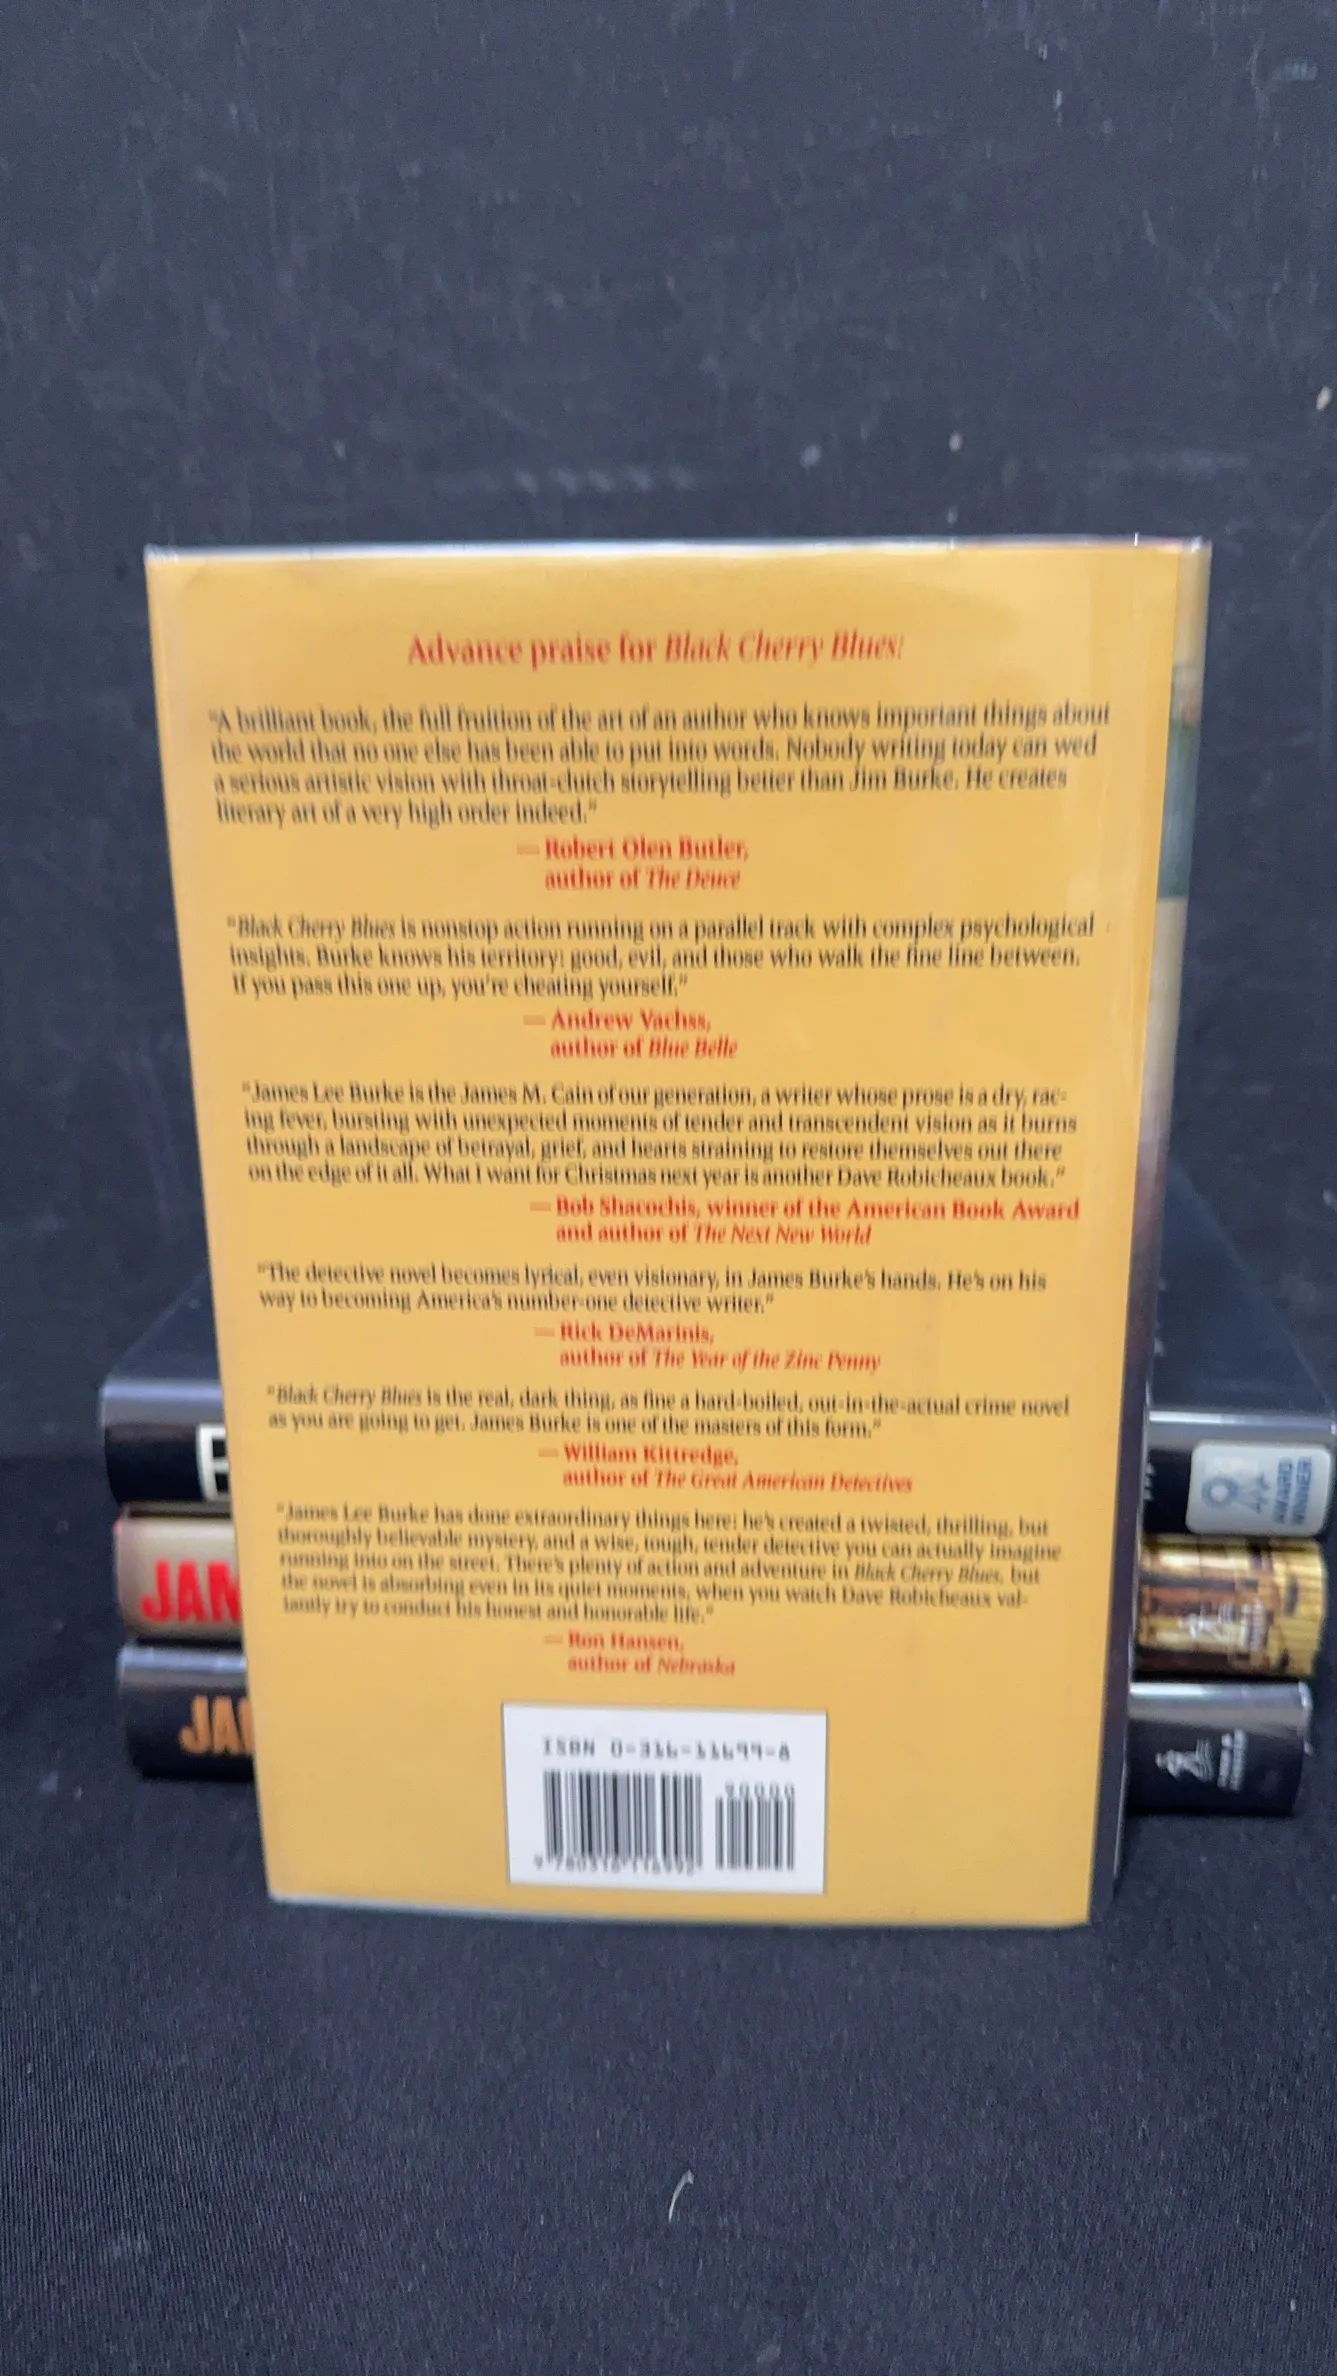 Advance praise for Black Cherry Blues:
"A brilliant book, the full fruition of the art of an author who knows important things about
the world that no one else has been able to put into words. Nobody writing today can wed
a serious artistic vision with throat-clutch storytelling better than Jim Burke. He creates
literary art of a very high order indeed."
— Robert Olen Butler,
author of The Deuce
"Black Cherry Blues is nonstop action running on a parallel track with complex psychological
insights. Burke knows his territory: good, evil, and those who walk the fine line between.
If you pass this one up, you're cheating yourself."
— Andrew Vachss,
author of Blue Belle
"James Lee Burke is the James M. Cain of our generation, a writer whose prose is a dry, rac-
ing fever, bursting with unexpected moments of tender and transcendent vision as it burns
through a landscape of betrayal, grief, and hearts straining to restore themselves out there
on the edge of it all. What I want for Christmas next year is another Dave Robicheaux book."
— Bob Shacochis, winner of the American Book Award
and author of The Next New World
"The detective novel becomes lyrical, even visionary, in James Burke's hands. He's on his
way to becoming America's number-one detective writer."
— Rick DeMarinis,
author of The Year of the Zinc Penny
"Black Cherry Blues is the real, dark thing, as fine a hard-boiled, out-in-the-actual crime novel
as you are going to get. James Burke is one of the masters of this form."
— William Kittredge,
author of The Great American Detectives
"James Lee Burke has done extraordinary things here: he's created a twisted, thrilling, but
thoroughly believable mystery, and a wise, tough, tender detective you can actually imagine
running into on the street. There's plenty of action and adventure in Black Cherry Blues, but
the novel is absorbing even in its quiet moments, when you watch Dave Robicheaux val-
iantly try to conduct his honest and honorable life."
— Ron Hansen,
author of Nebraska
ISBN 0-316-11699-8
90000
9 780316 116992
JAM
JA